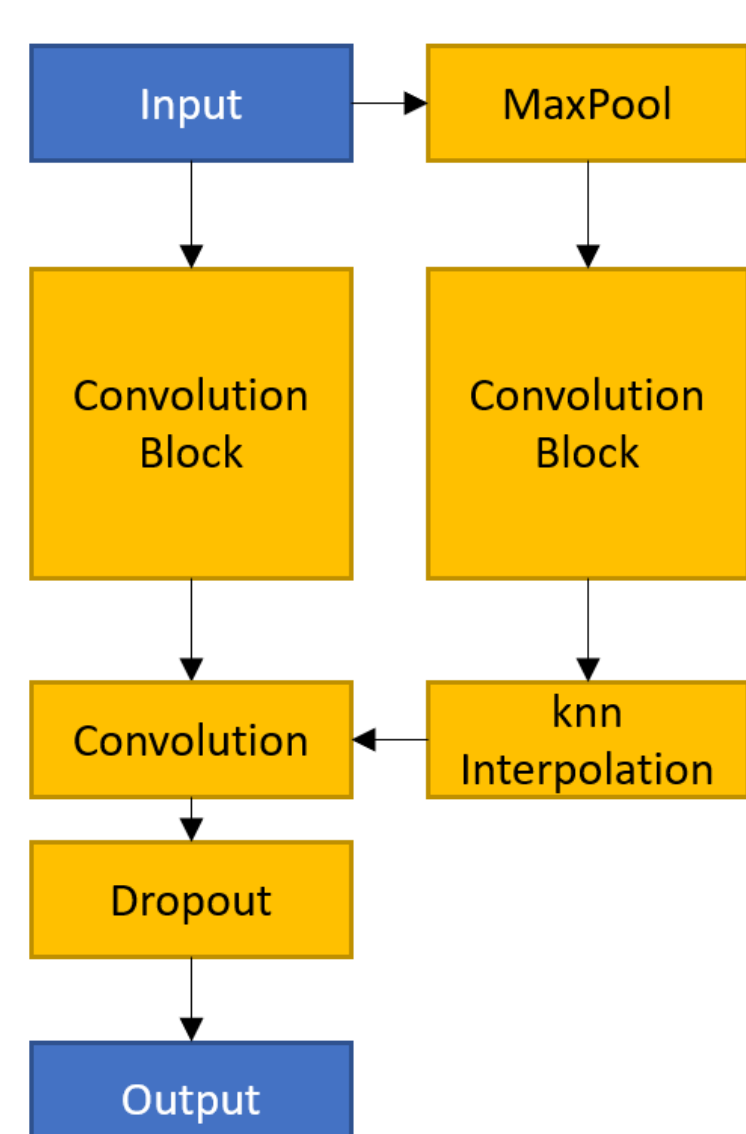 Input
MaxPool
Convolution
Block
Convolution
Block
Convolution
knn
Interpolation
Dropout
Output